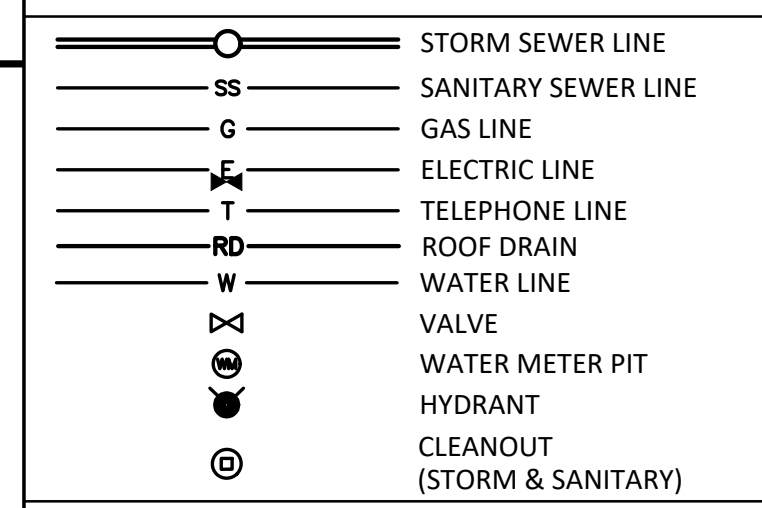 STORM SEWER LINE
SS SANITARY SEWER LINE
G GAS LINE
E ELECTRIC LINE
T TELEPHONE LINE
RD ROOF DRAIN
W WATER LINE
VALVE
WM WATER METER PIT
HYDRANT
CLEANOUT
(STORM & SANITARY)